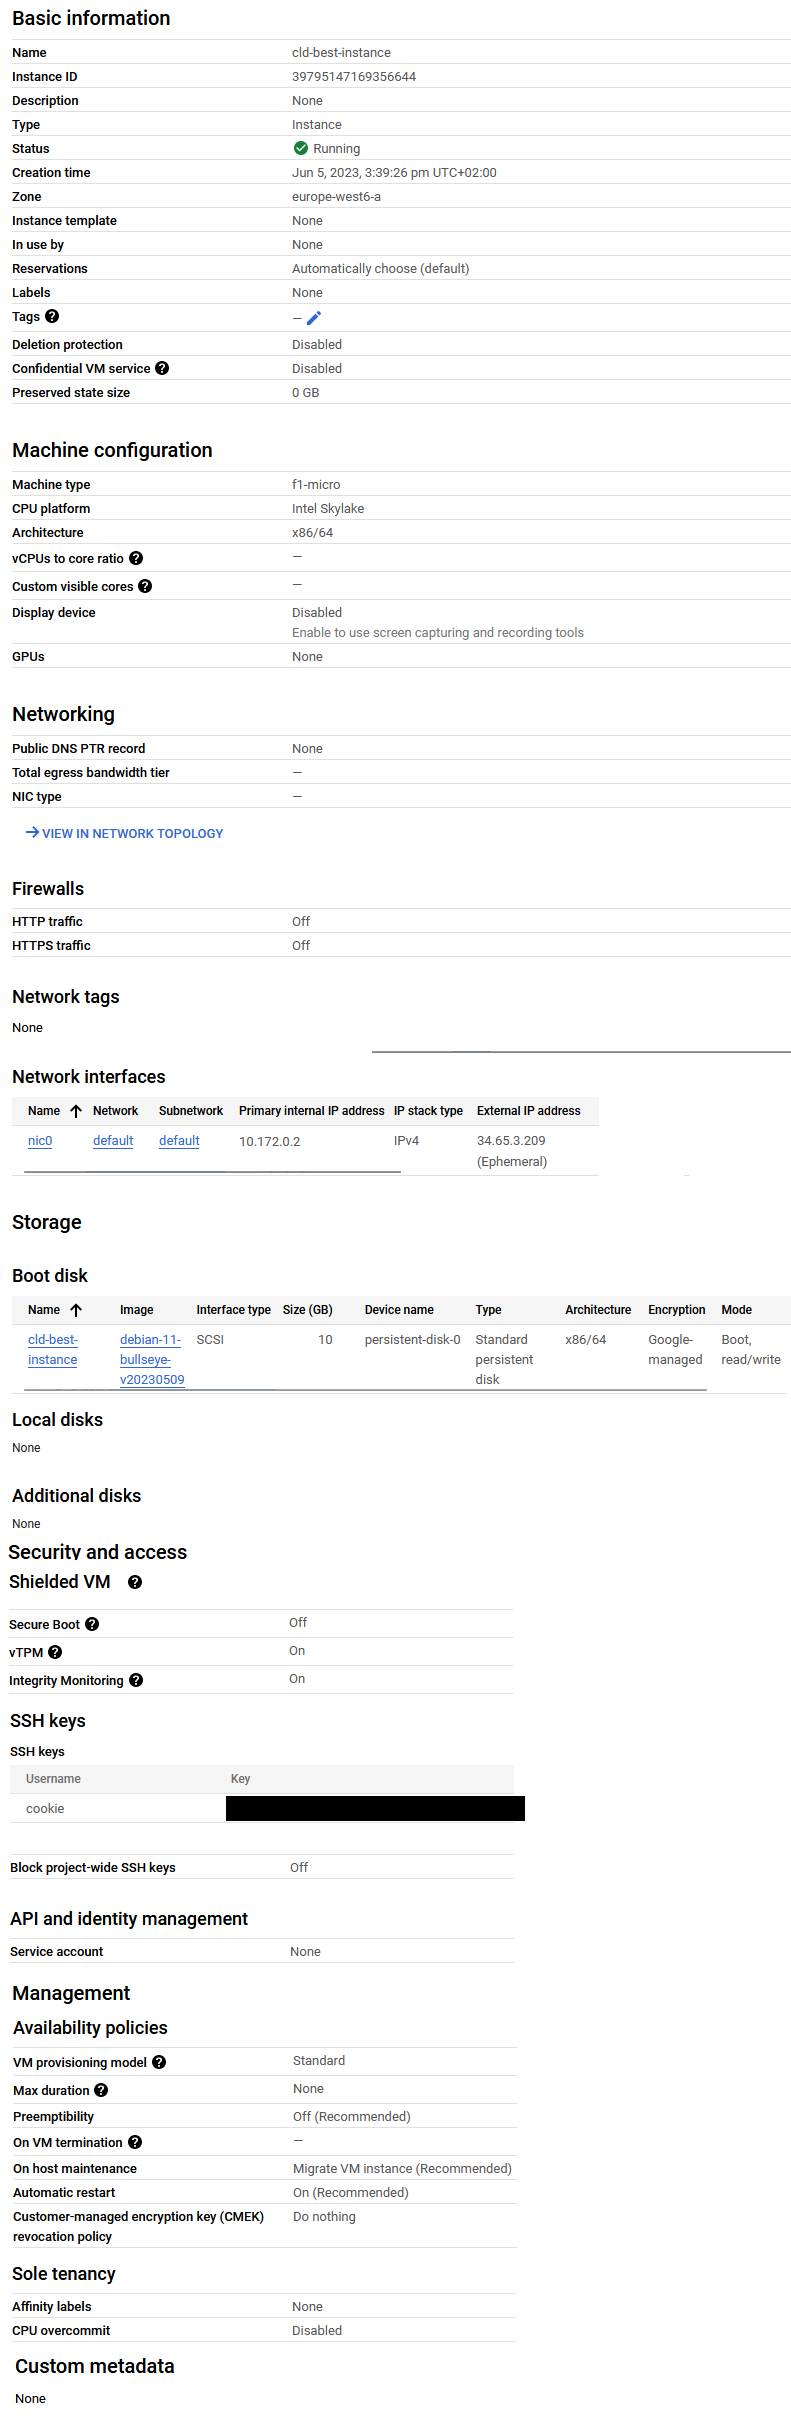 Basic information
Name cld-best-instance
Instance ID 39795147169356644
Description None
Type Instance
Status Running
Creation time Jun 5, 2023, 3:39:26 pm UTC+02:00
Zone europe-west6-a
Instance template None
In use by None
Reservations Automatically choose (default)
Labels None
Tags ? —
Deletion protection Disabled
Confidential VM service ? Disabled
Preserved state size 0 GB
Machine configuration
Machine type f1-micro
CPU platform Intel Skylake
Architecture x86/64
vCPUs to core ratio ? —
Custom visible cores ? —
Display device Disabled
Enable to use screen capturing and recording tools
GPUs None
Networking
Public DNS PTR record None
Total egress bandwidth tier —
NIC type —
→ VIEW IN NETWORK TOPOLOGY
Firewalls
HTTP traffic Off
HTTPS traffic Off
Network tags
None
Network interfaces
Name ↑ Network Subnetwork Primary internal IP address IP stack type External IP address
nic0 default default 10.172.0.2 IPv4 34.65.3.209
(Ephemeral)
Storage
Boot disk
Name ↑ Image Interface type Size (GB) Device name Type Architecture Encryption Mode
cld-best- debian-11- SCSI 10 persistent-disk-0 Standard x86/64 Google- Boot,
instance bullseye- persistent managed read/write
v20230509 disk
Local disks
None
Additional disks
None
Security and access
Shielded VM ?
Secure Boot ? Off
vTPM ? On
Integrity Monitoring ? On
SSH keys
SSH keys
Username Key
cookie
Block project-wide SSH keys Off
API and identity management
Service account None
Management
Availability policies
VM provisioning model ? Standard
Max duration ? None
Preemptibility Off (Recommended)
On VM termination ? —
On host maintenance Migrate VM instance (Recommended)
Automatic restart On (Recommended)
Customer-managed encryption key (CMEK) Do nothing
revocation policy
Sole tenancy
Affinity labels None
CPU overcommit Disabled
Custom metadata
None